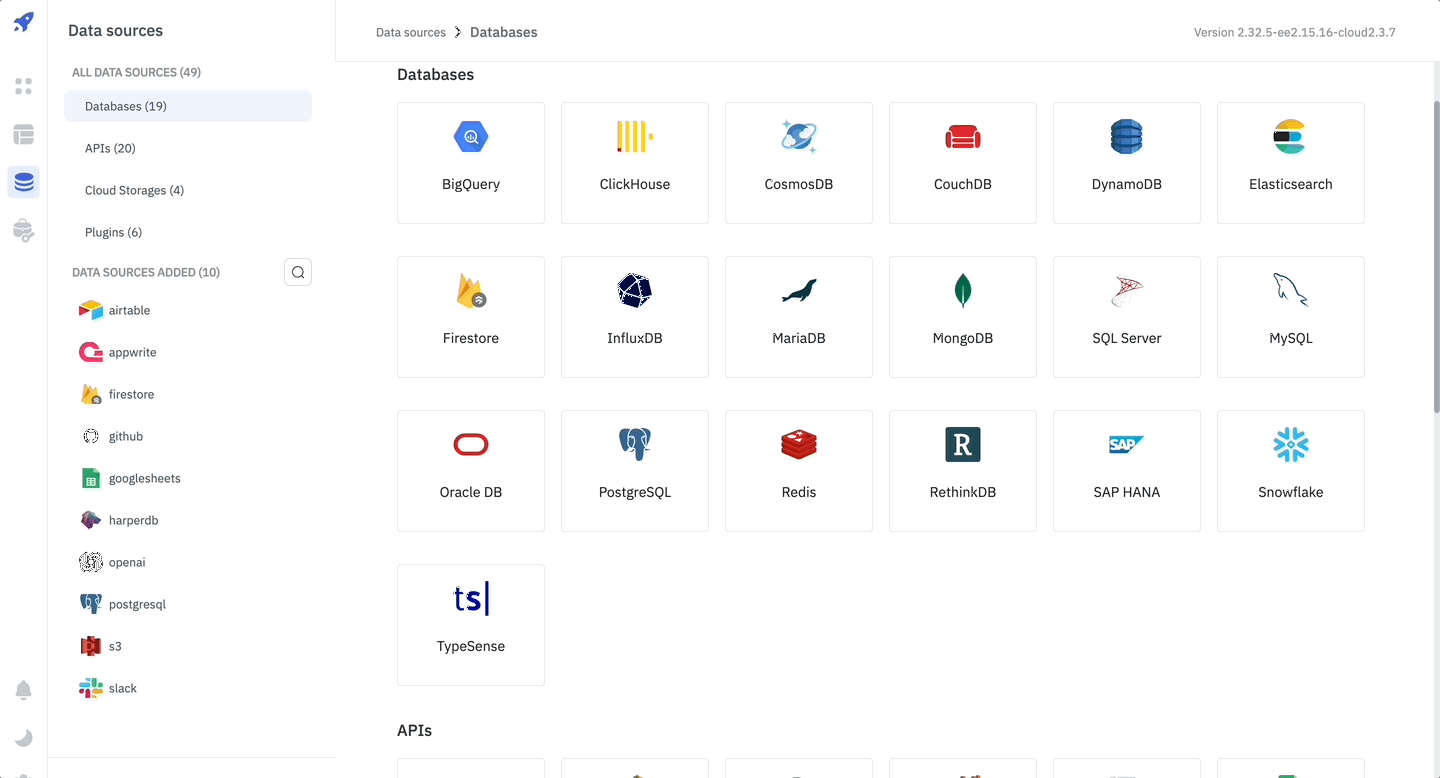 Data sources
ALL DATA SOURCES (49)
Databases (19)
APIs (20)
Cloud Storages (4)
Plugins (6)
DATA SOURCES ADDED (10)
airtable
appwrite
firestore
github
googlesheets
harperdb
openai
postgresql
s3
slack
Data sources > Databases
Version 2.32.5-ee2.15.16-cloud2.3.7
Databases
BigQuery
ClickHouse
CosmosDB
CouchDB
DynamoDB
Elasticsearch
Firestore
InfluxDB
MariaDB
MongoDB
SQL Server
MySQL
Oracle DB
PostgreSQL
Redis
R
RethinkDB
SAP
SAP HANA
Snowflake
ts|
TypeSense
APIs